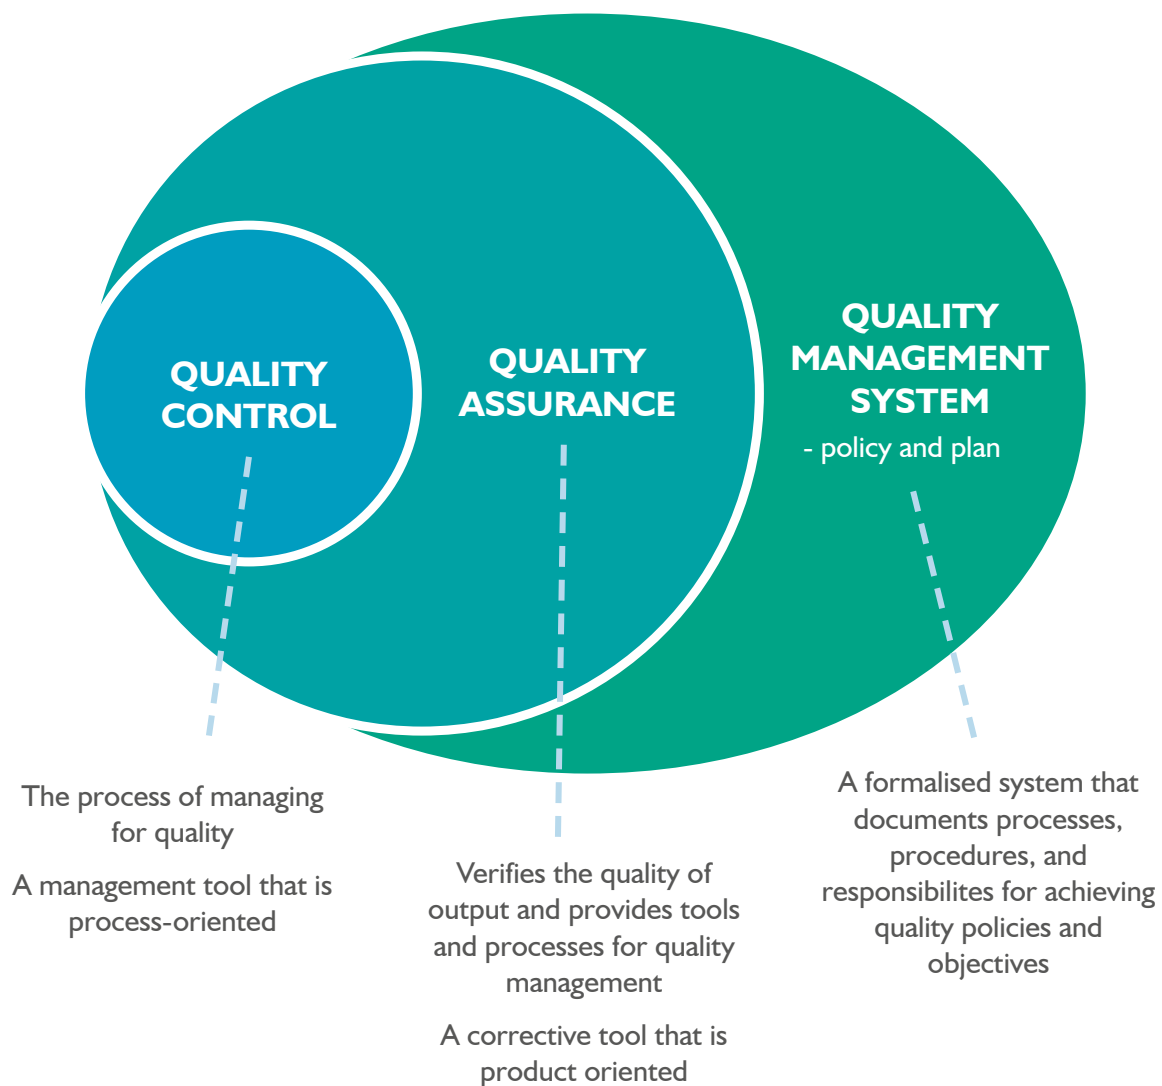 QUALITY
CONTROL
QUALITY
ASSURANCE
QUALITY
MANAGEMENT
SYSTEM
- policy and plan
The process of managing
for quality
A management tool that is
process-oriented
Verifies the quality of
output and provides tools
and processes for quality
management
A corrective tool that is
product oriented
A formalised system that
documents processes,
procedures, and
responsibilites for achieving
quality policies and
objectives